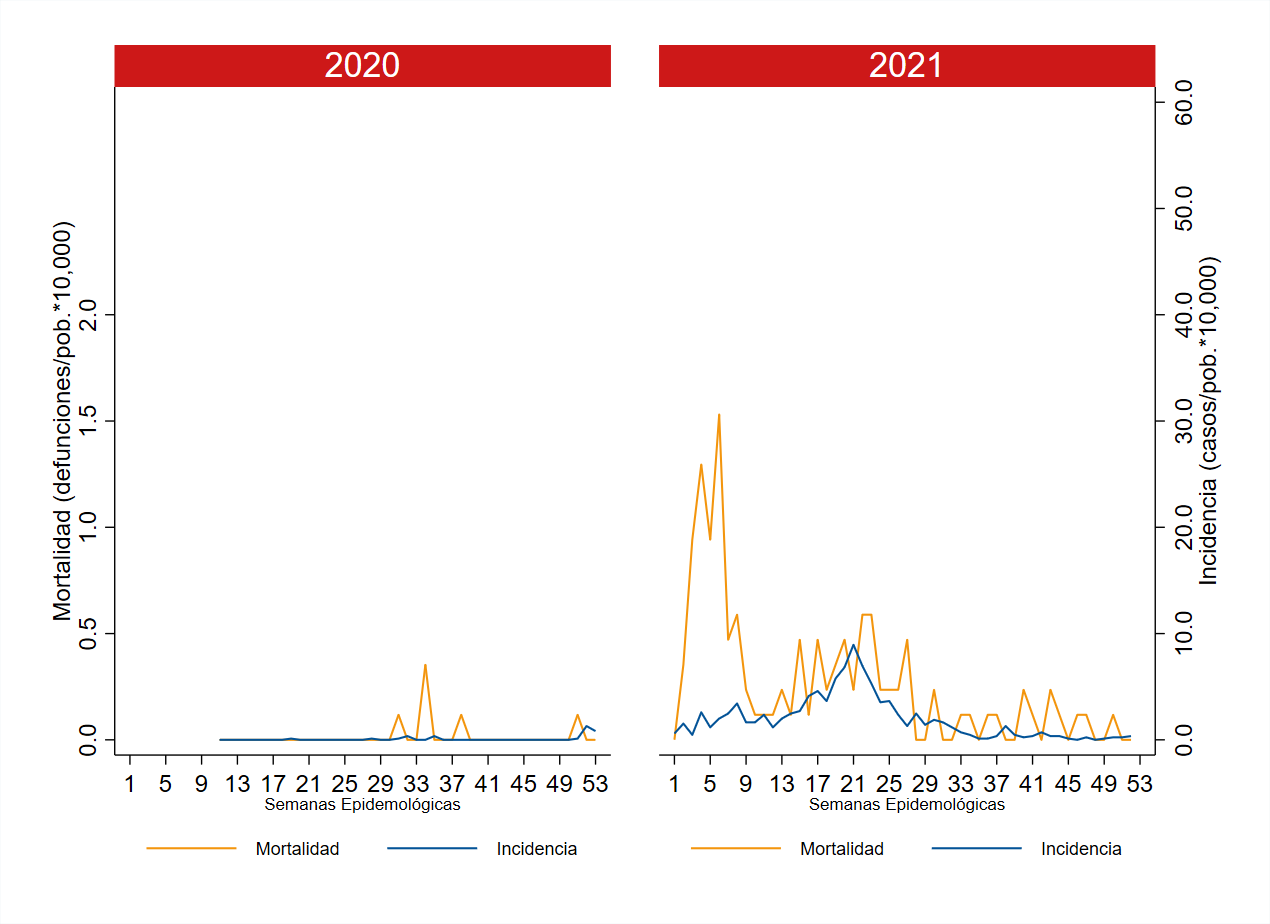 2020
2021
Mortalidad (defunciones/pob.*10,000)
0.0 0.5 1.0 1.5 2.0
0.0 10.0 20.0 30.0 40.0 50.0 60.0
Incidencia (casos/pob.*10,000)
1 5 9 13 17 21 25 29 33 37 41 45 49 53
1 5 9 13 17 21 25 29 33 37 41 45 49 53
Semanas Epidemológicas
Semanas Epidemológicas
Mortalidad Incidencia
Mortalidad Incidencia